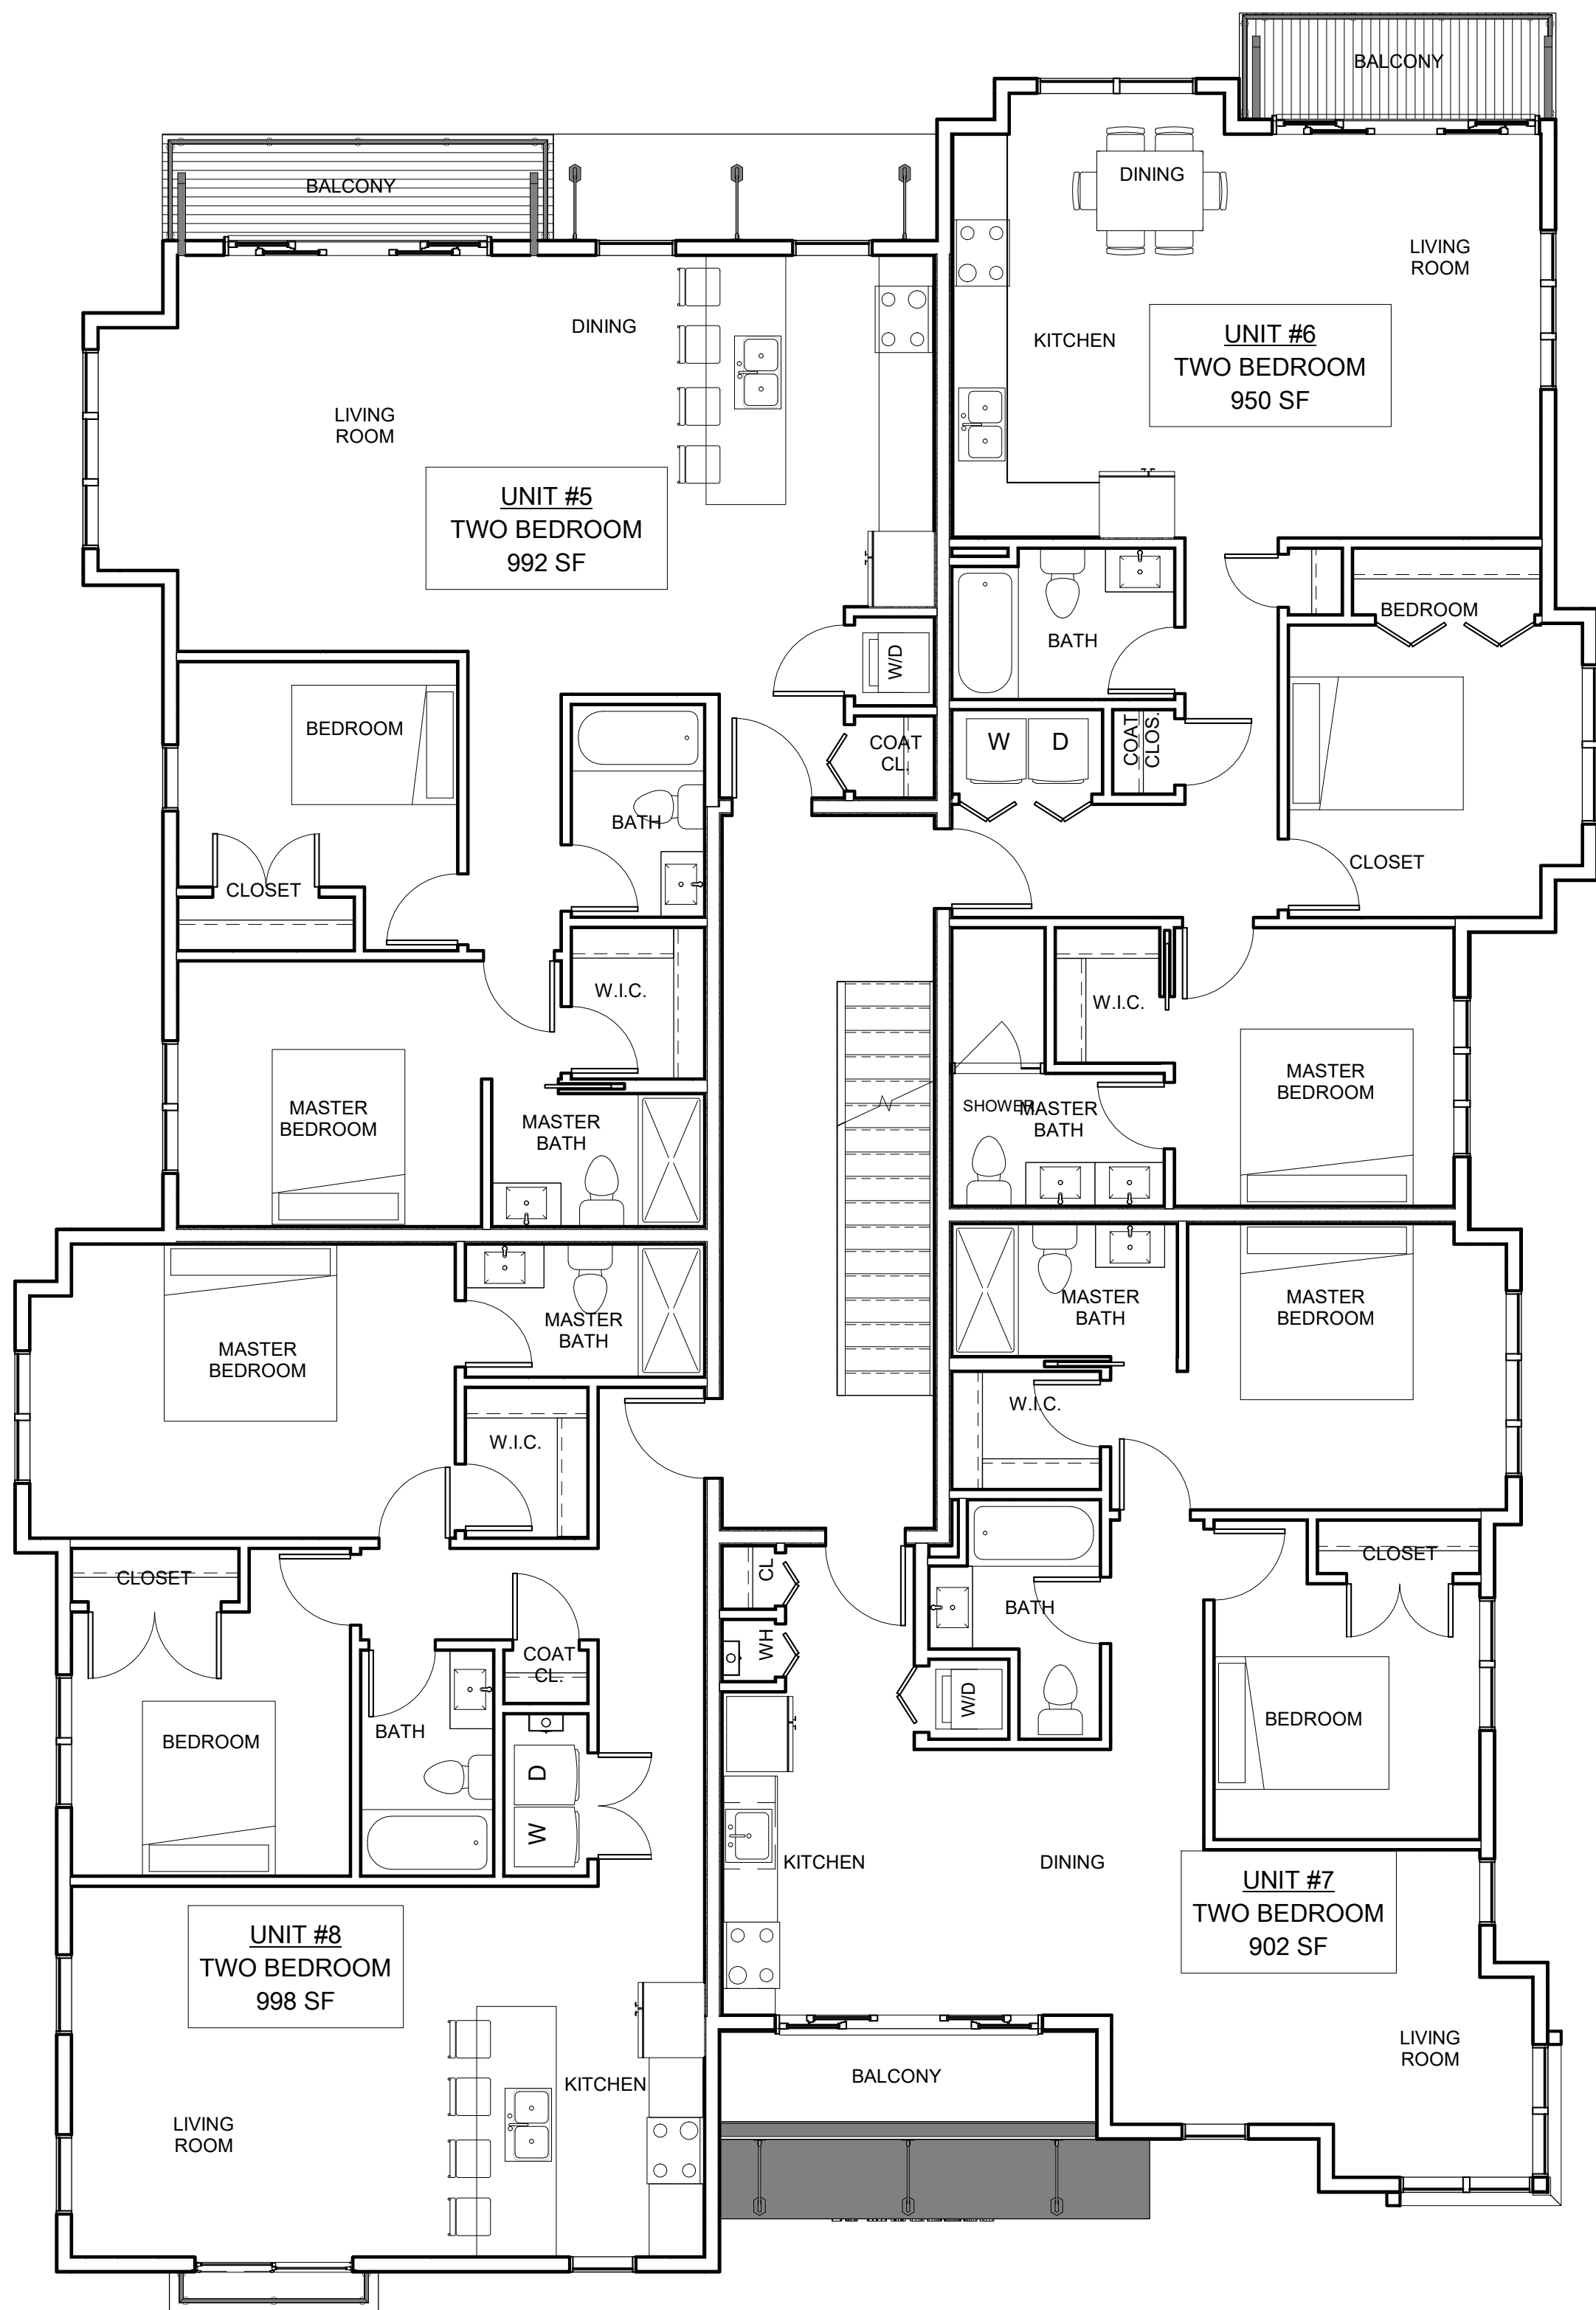 BALCONY
BALCONY
DINING
LIVING
ROOM
KITCHEN
UNIT #6
TWO BEDROOM
950 SF
DINING
LIVING
ROOM
UNIT #5
TWO BEDROOM
992 SF
BEDROOM
BATH
W/D
COAT
CL.
W
D
COAT
CLOS.
BEDROOM
BATH
CLOSET
CLOSET
W.I.C.
W.I.C.
MASTER
BEDROOM
MASTER
BATH
SHOWER
MASTER
BATH
MASTER
BEDROOM
MASTER
BEDROOM
MASTER
BATH
MASTER
BATH
MASTER
BEDROOM
W.I.C.
W.I.C.
CLOSET
COAT
CL.
BEDROOM
BATH
D
W
CL
WH
BATH
W/D
CLOSET
BEDROOM
KITCHEN
DINING
UNIT #7
TWO BEDROOM
902 SF
UNIT #8
TWO BEDROOM
998 SF
KITCHEN
LIVING
ROOM
BALCONY
LIVING
ROOM